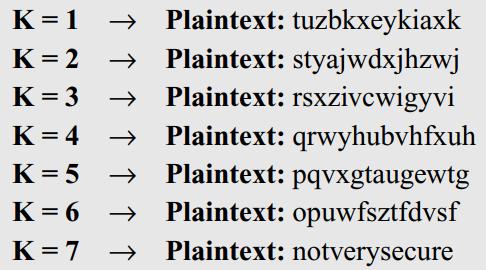 K = 1 → Plaintext: tuzbkxeykiaxk
K = 2 → Plaintext: styajwdxjhzwj
K = 3 → Plaintext: rsxzivcwigyvi
K = 4 → Plaintext: qrwyhubvhfxuh
K = 5 → Plaintext: pqvxgtaugewtg
K = 6 → Plaintext: opuwfsztfdvsf
K = 7 → Plaintext: notverysecure